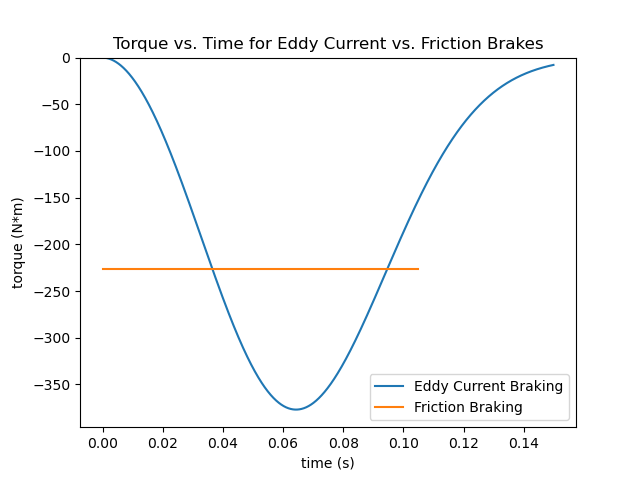 Torque vs. Time for Eddy Current vs. Friction Brakes
0
−50
−100
−150
−200
−250
−300
−350
torque (N*m)
Eddy Current Braking
Friction Braking
0.00 0.02 0.04 0.06 0.08 0.10 0.12 0.14
time (s)